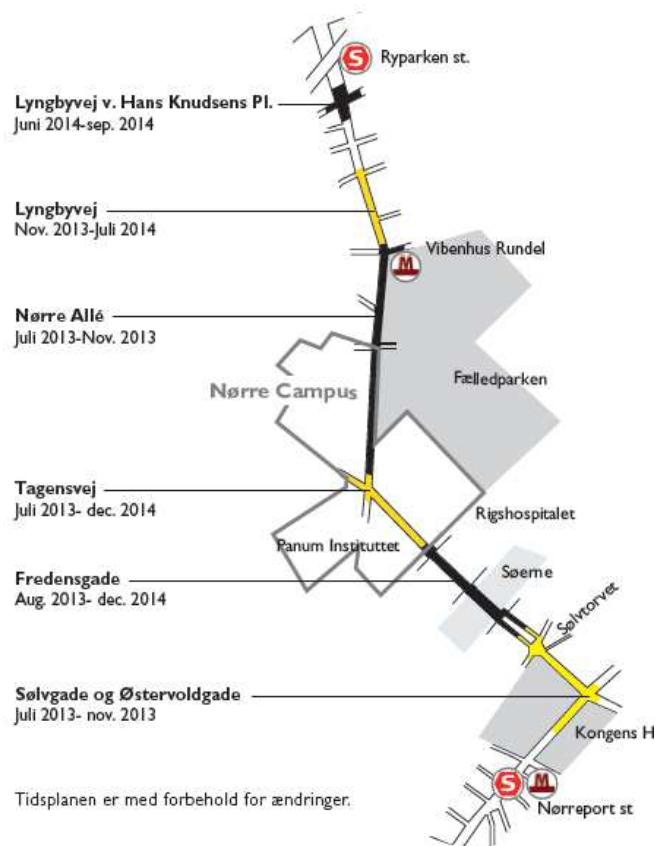 S
Ryparken st.
Lyngbyvej v. Hans Knudsens Pl.
Juni 2014-sep. 2014
Lyngbyvej
Nov. 2013-Juli 2014
M
Vibenhus Rundel
Nørre Allé
Juli 2013-Nov. 2013
Nørre Campus
Fælledparken
Tagensvej
Juli 2013- dec. 2014
Rigshospitalet
Panum Instituttet
Fredensgade
Aug. 2013- dec. 2014
Søerne
Sølvtorvet
Sølvgade og Østervoldgade
Juli 2013- nov. 2013
Kongens H
S M
Nørreport st
Tidsplanen er med forbehold for ændringer.